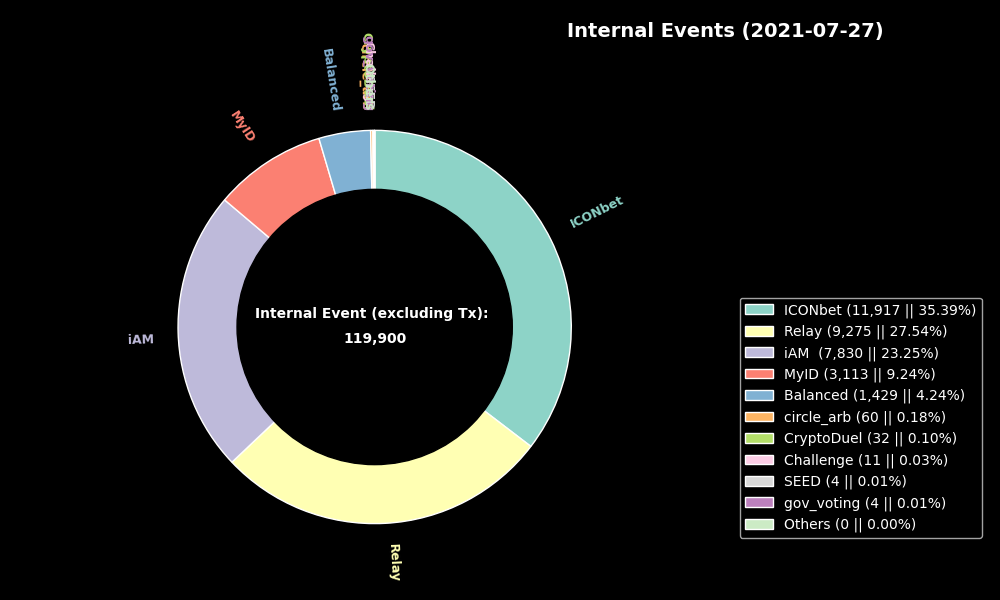 Internal Events (2021-07-27)
Balanced
MyID
ICONbet
iAM
Relay
Internal Event (excluding Tx):
119,900
ICONbet (11,917 || 35.39%)
Relay (9,275 || 27.54%)
iAM  (7,830 || 23.25%)
MyID (3,113 || 9.24%)
Balanced (1,429 || 4.24%)
circle_arb (60 || 0.18%)
CryptoDuel (32 || 0.10%)
Challenge (11 || 0.03%)
SEED (4 || 0.01%)
gov_voting (4 || 0.01%)
Others (0 || 0.00%)